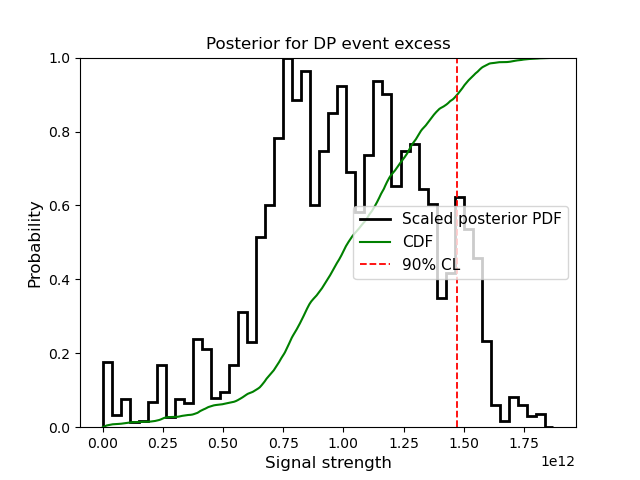 Posterior for DP event excess
1.0
0.8
0.6
0.4
0.2
0.0
Probability
Scaled posterior PDF
CDF
90% CL
0.00 0.25 0.50 0.75 1.00 1.25 1.50 1.75
1e12
Signal strength